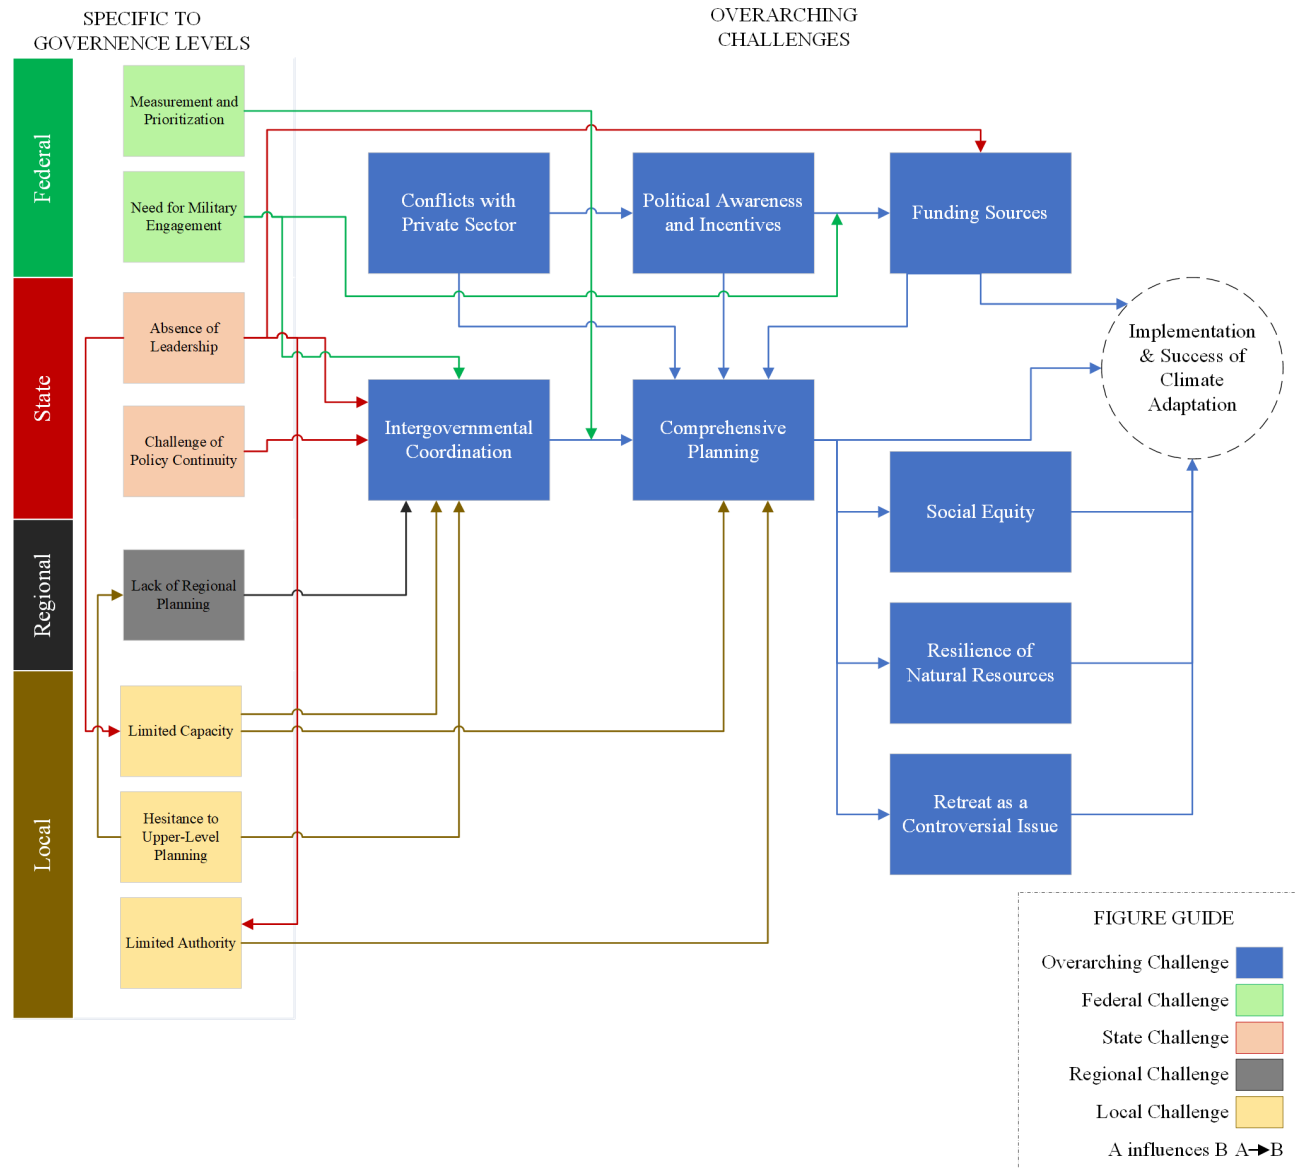 SPECIFIC TO
GOVERNENCE LEVELS
OVERARCHING
CHALLENGES
Federal
Measurement and
Prioritization
Need for Military
Engagement
Conflicts with
Private Sector
Political Awareness
and Incentives
Funding Sources
State
Absence of
Leadership
Challenge of
Policy Continuity
Intergovernmental
Coordination
Comprehensive
Planning
Implementation
& Success of
Climate
Adaptation
Social Equity
Regional
Lack of Regional
Planning
Resilience of
Natural Resources
Local
Limited Capacity
Hesitance to
Upper-Level
Planning
Limited Authority
Retreat as a
Controversial Issue
FIGURE GUIDE
Overarching Challenge
Federal Challenge
State Challenge
Regional Challenge
Local Challenge
A influences B A→B